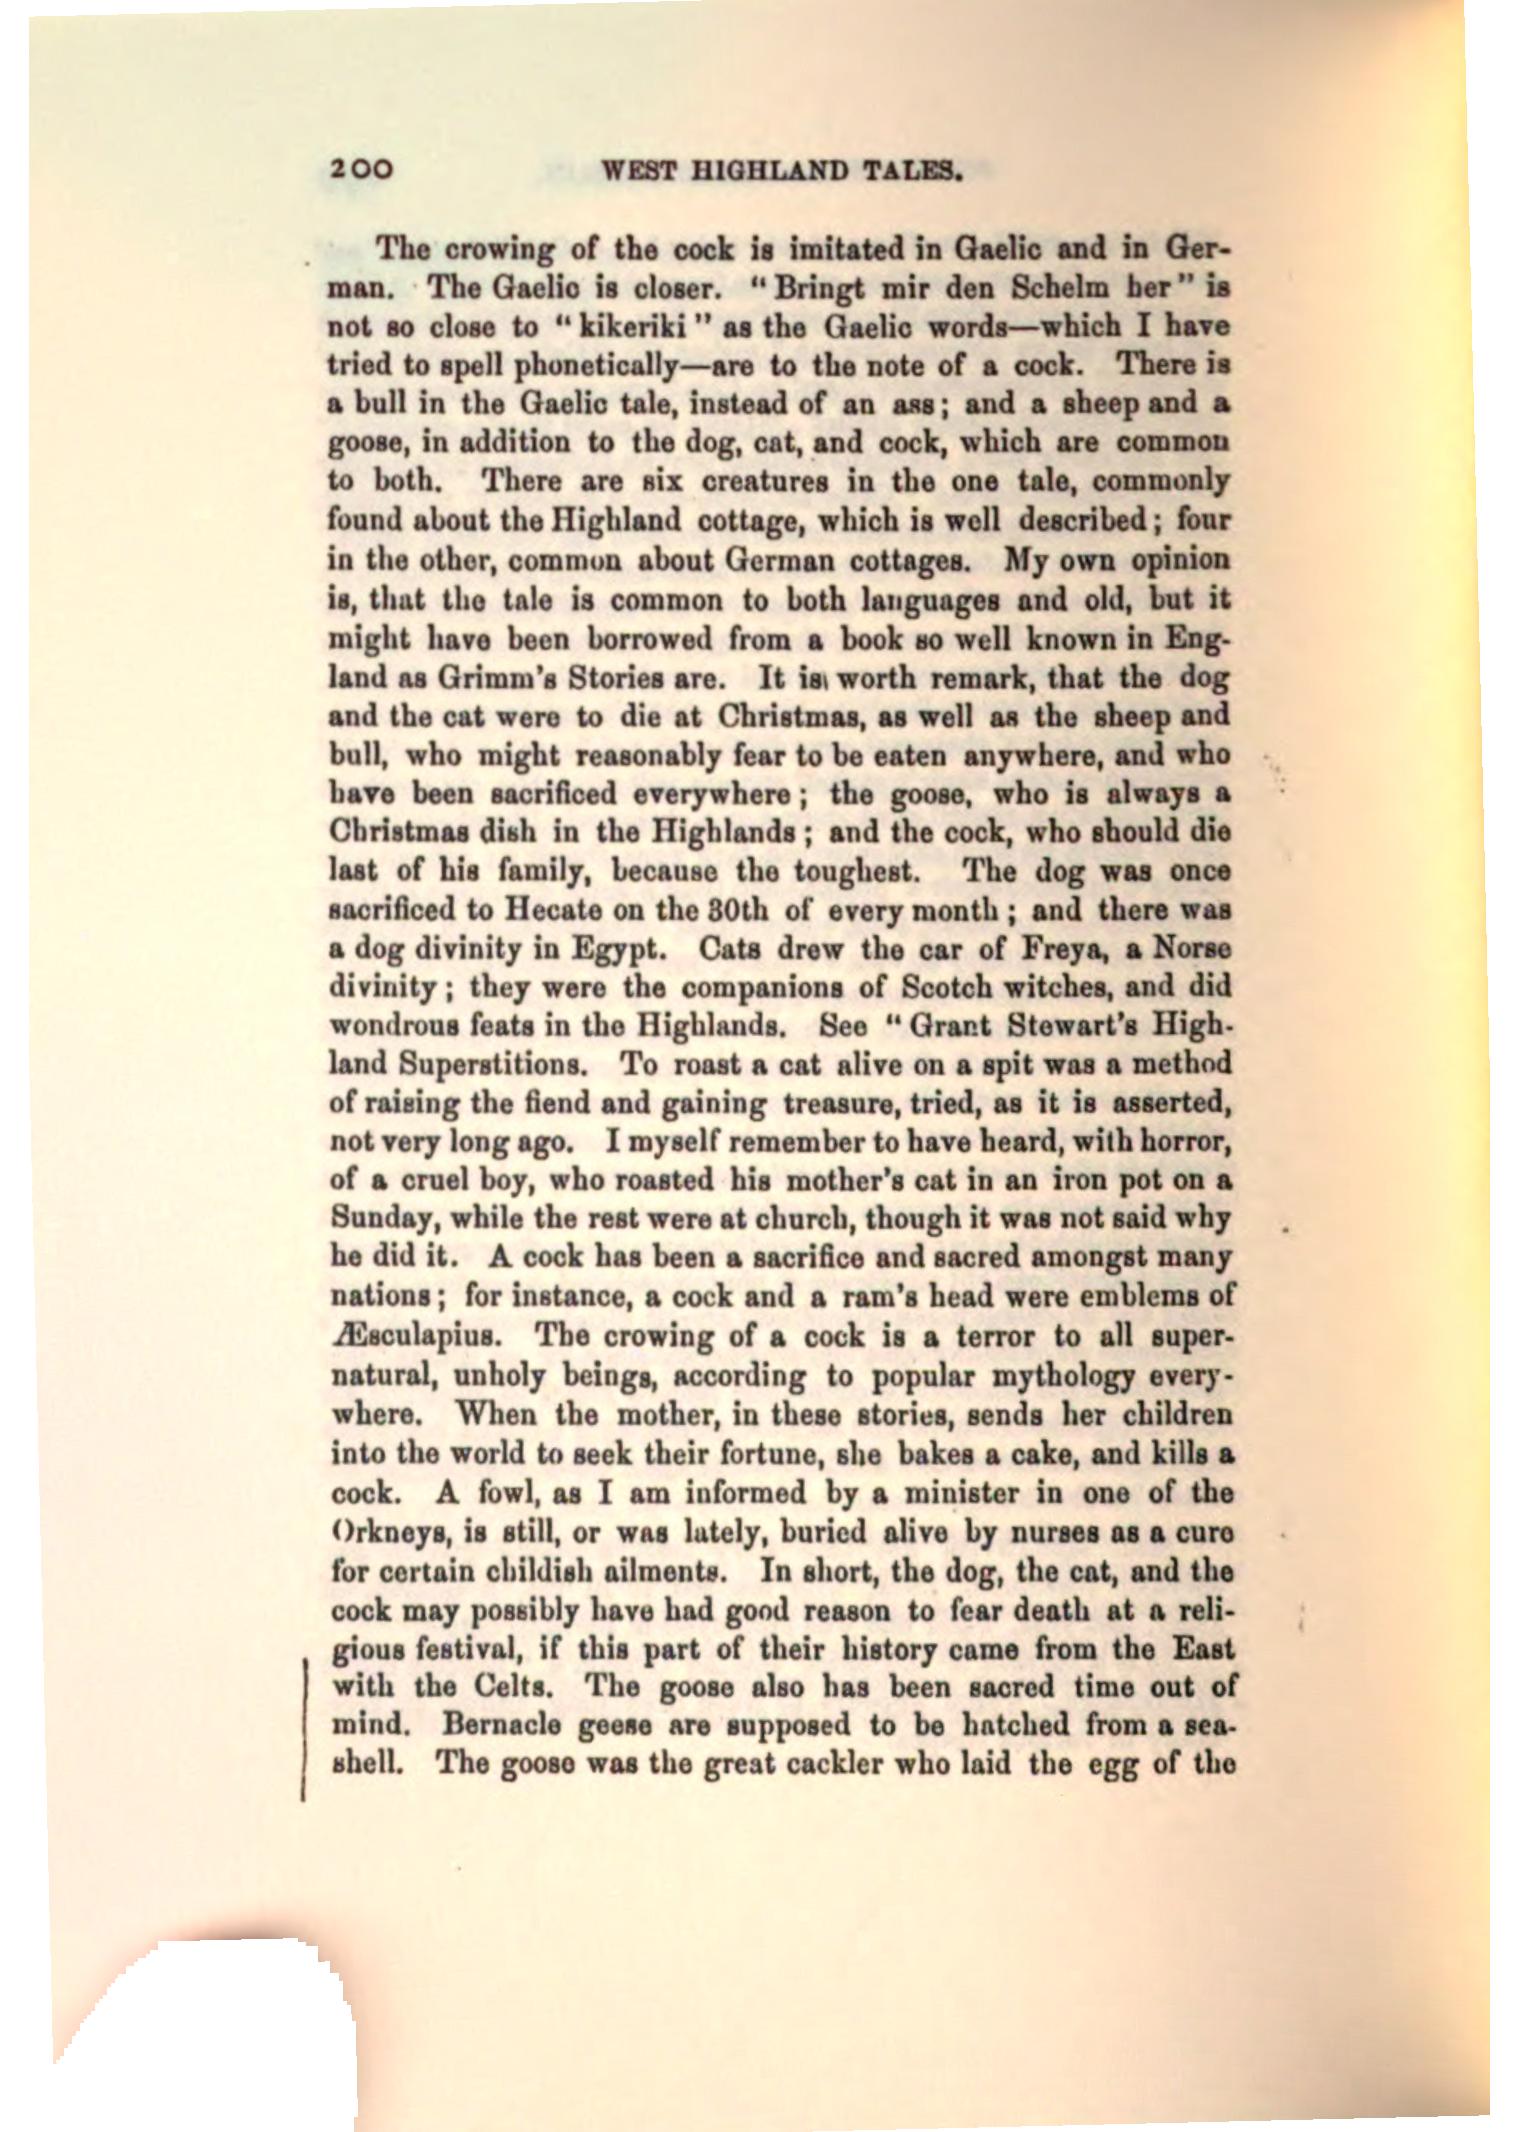 200 WEST HIGHLAND TALES.
The crowing of the cock is imitated in Gaelic and in Ger-
man. The Gaelic is closer. "Bringt mir den Schelm her" is
not so close to "kikeriki" as the Gaelic words—which I have
tried to spell phonetically—are to the note of a cock. There is
a bull in the Gaelic tale, instead of an ass; and a sheep and a
goose, in addition to the dog, cat, and cock, which are common
to both. There are six creatures in the one tale, commonly
found about the Highland cottage, which is well described; four
in the other, common about German cottages. My own opinion
is, that the tale is common to both languages and old, but it
might have been borrowed from a book so well known in Eng-
land as Grimm's Stories are. It is worth remark, that the dog
and the cat were to die at Christmas, as well as the sheep and
bull, who might reasonably fear to be eaten anywhere, and who
have been sacrificed everywhere; the goose, who is always a
Christmas dish in the Highlands; and the cock, who should die
last of his family, because the toughest. The dog was once
sacrificed to Hecate on the 30th of every month; and there was
a dog divinity in Egypt. Cats drew the car of Freya, a Norse
divinity; they were the companions of Scotch witches, and did
wondrous feats in the Highlands. See "Grant Stewart's High-
land Superstitions. To roast a cat alive on a spit was a method
of raising the fiend and gaining treasure, tried, as it is asserted,
not very long ago. I myself remember to have heard, with horror,
of a cruel boy, who roasted his mother's cat in an iron pot on a
Sunday, while the rest were at church, though it was not said why
he did it. A cock has been a sacrifice and sacred amongst many
nations; for instance, a cock and a ram's head were emblems of
Æsculapius. The crowing of a cock is a terror to all super-
natural, unholy beings, according to popular mythology every-
where. When the mother, in these stories, sends her children
into the world to seek their fortune, she bakes a cake, and kills a
cock. A fowl, as I am informed by a minister in one of the
Orkneys, is still, or was lately, buried alive by nurses as a cure
for certain childish ailments. In short, the dog, the cat, and the
cock may possibly have had good reason to fear death at a reli-
gious festival, if this part of their history came from the East
with the Celts. The goose also has been sacred time out of
mind. Bernacle geese are supposed to be hatched from a sea-
shell. The goose was the great cackler who laid the egg of the